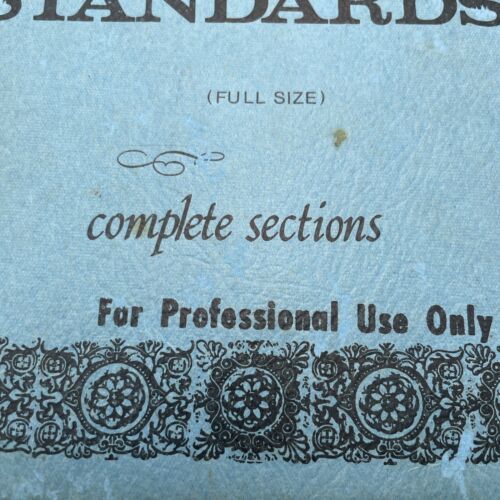 STANDARDS
(FULL SIZE)
complete sections
For Professional Use Only